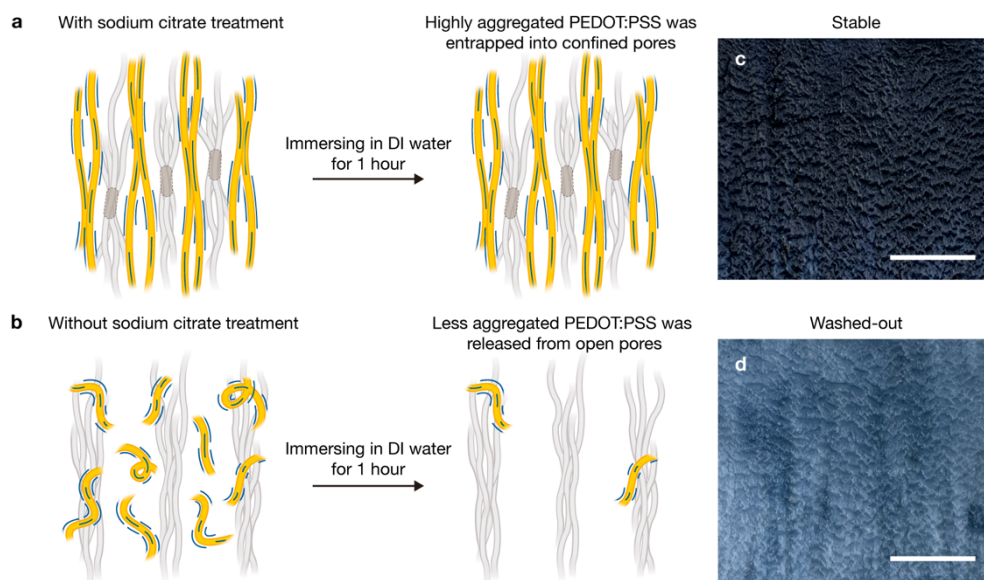 a
With sodium citrate treatment
Highly aggregated PEDOT:PSS was
entrapped into confined pores
Stable
c
Immersing in DI water
for 1 hour
b
Without sodium citrate treatment
Less aggregated PEDOT:PSS was
released from open pores
Washed-out
d
Immersing in DI water
for 1 hour